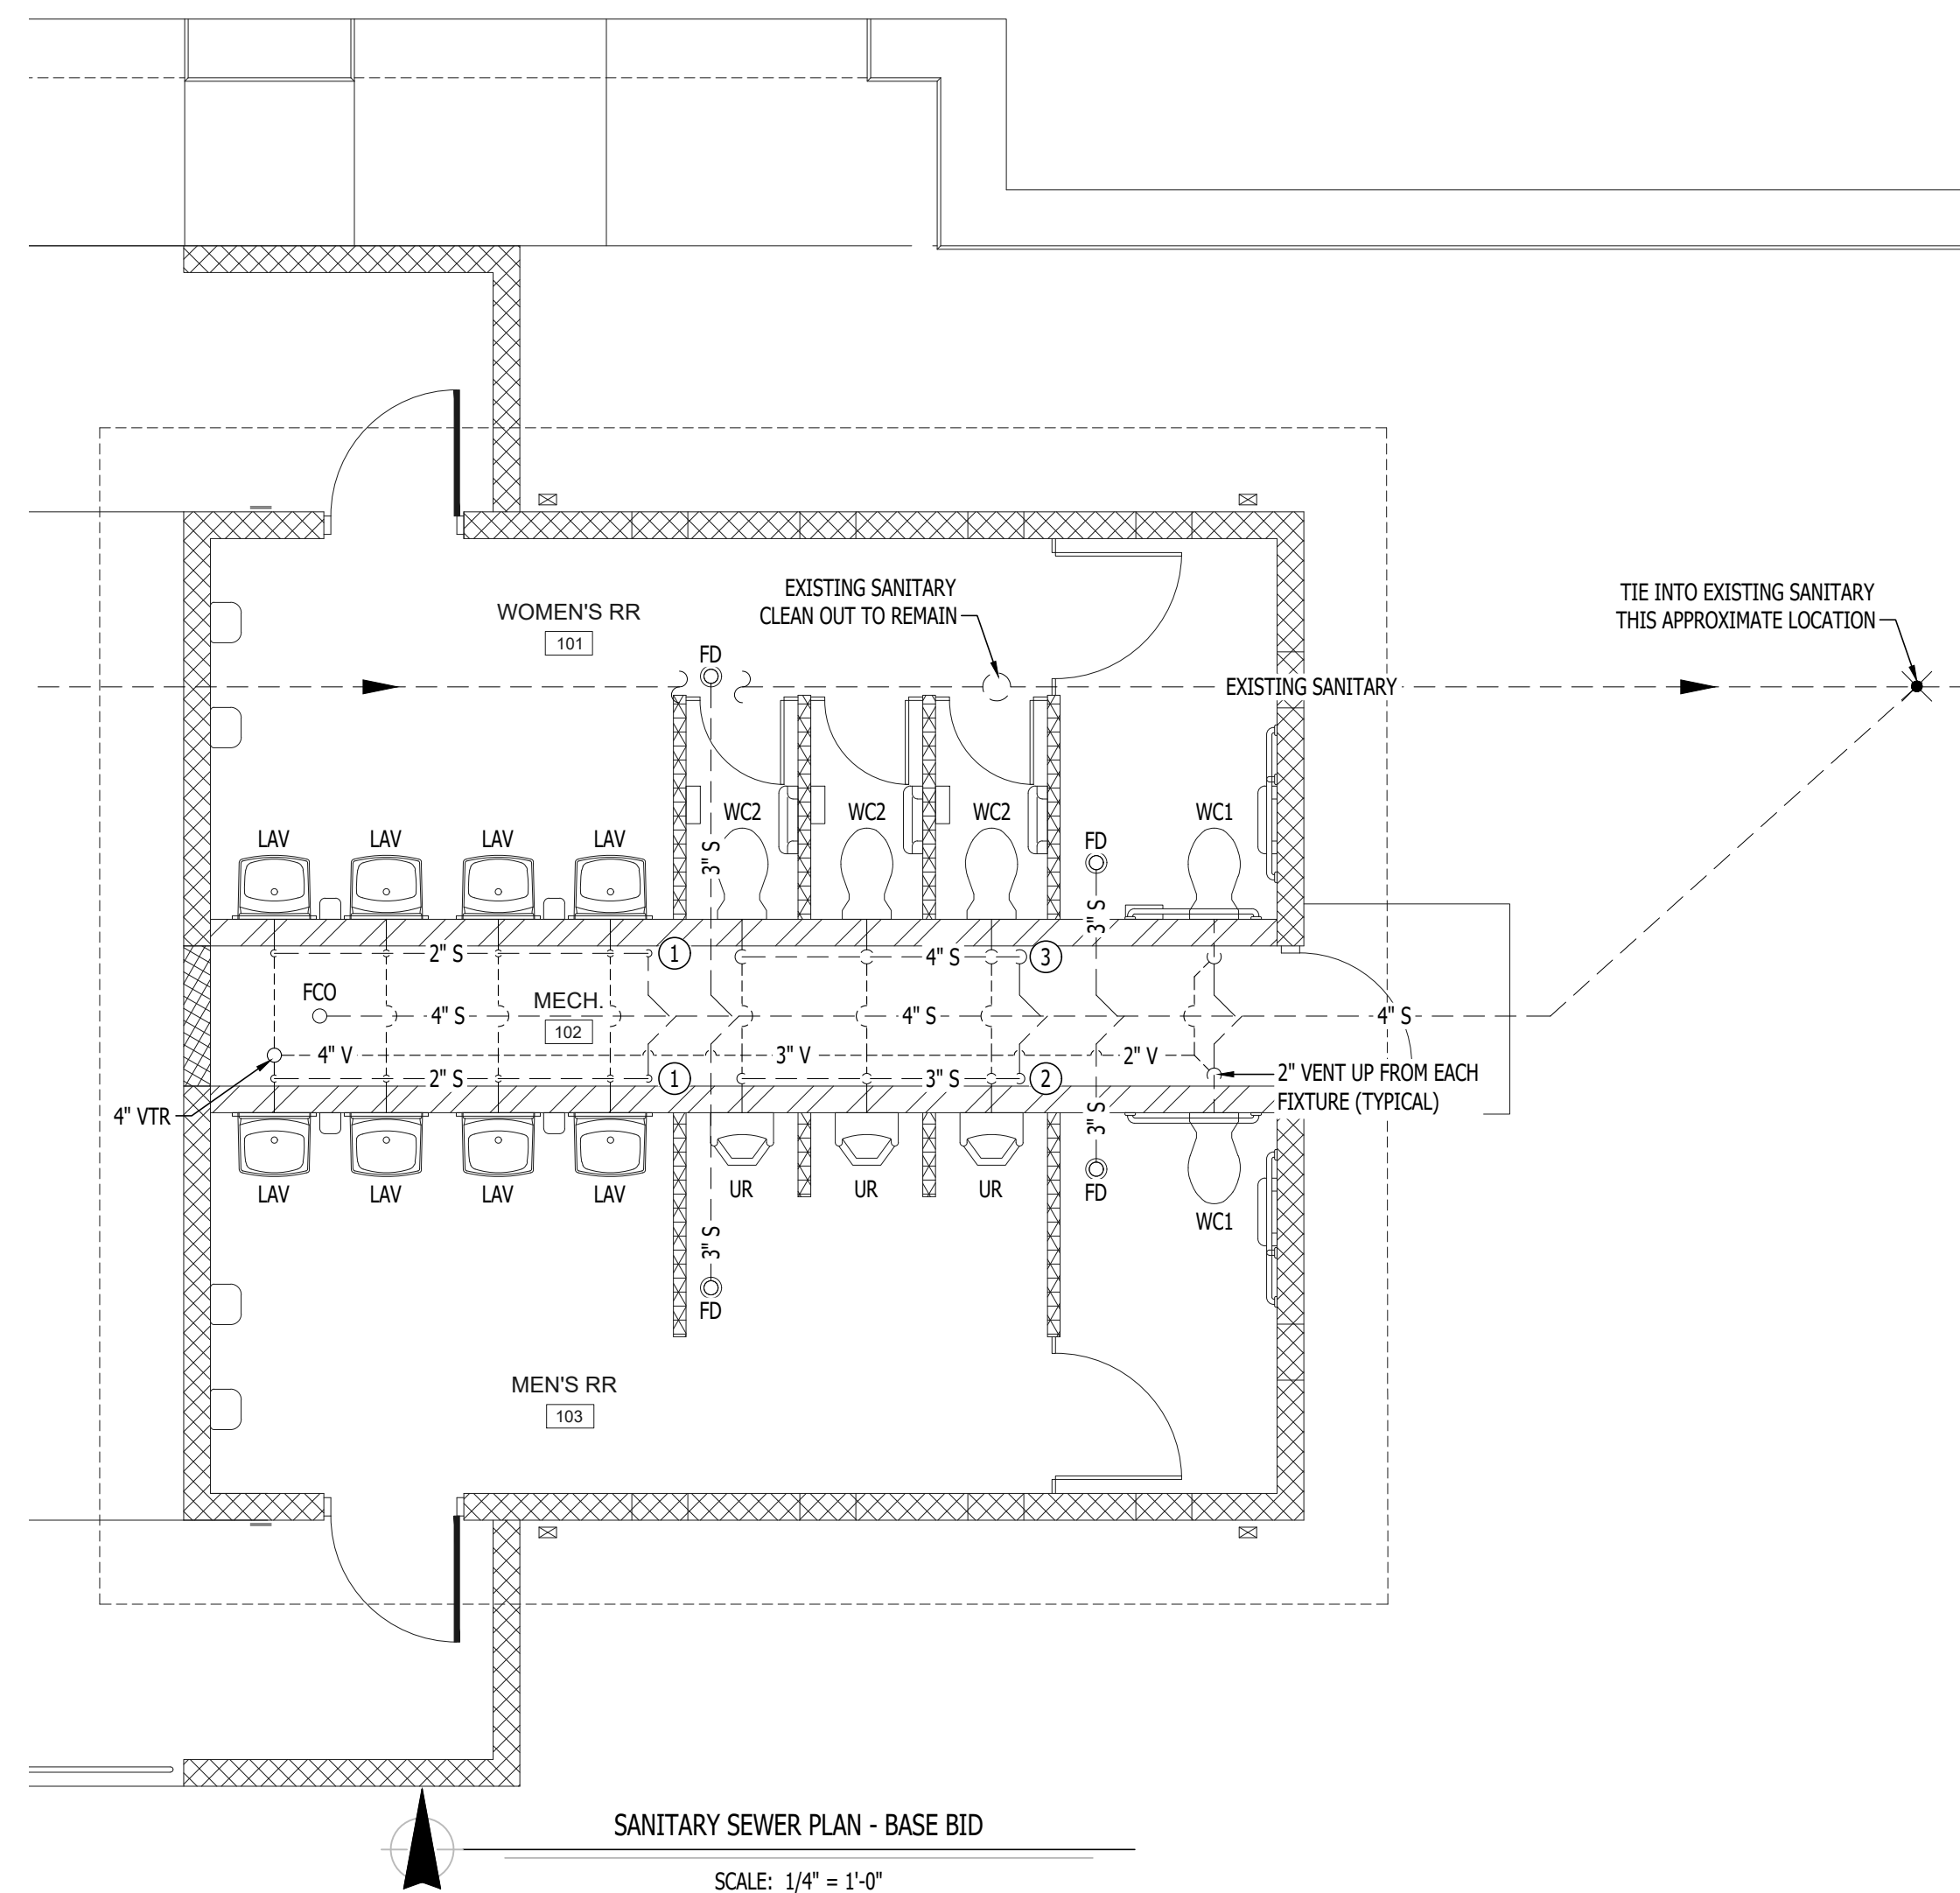 EXISTING SANITARY
CLEAN OUT TO REMAIN
TIE INTO EXISTING SANITARY
THIS APPROXIMATE LOCATION
WOMEN'S RR
101
FD
EXISTING SANITARY
WC2
WC2
WC2
WC1
LAV
LAV
LAV
LAV
3" S
FD
3" S
2" S
1
4" S
3
FCO
MECH.
102
4" S
4" S
4" S
4" V
3" V
2" V
2" S
1
3" S
2
2" VENT UP FROM EACH
FIXTURE (TYPICAL)
4" VTR
3" S
LAV
LAV
LAV
LAV
UR
UR
UR
FD
WC1
3" S
FD
MEN'S RR
103
SANITARY SEWER PLAN - BASE BID
SCALE: 1/4" = 1'-0"